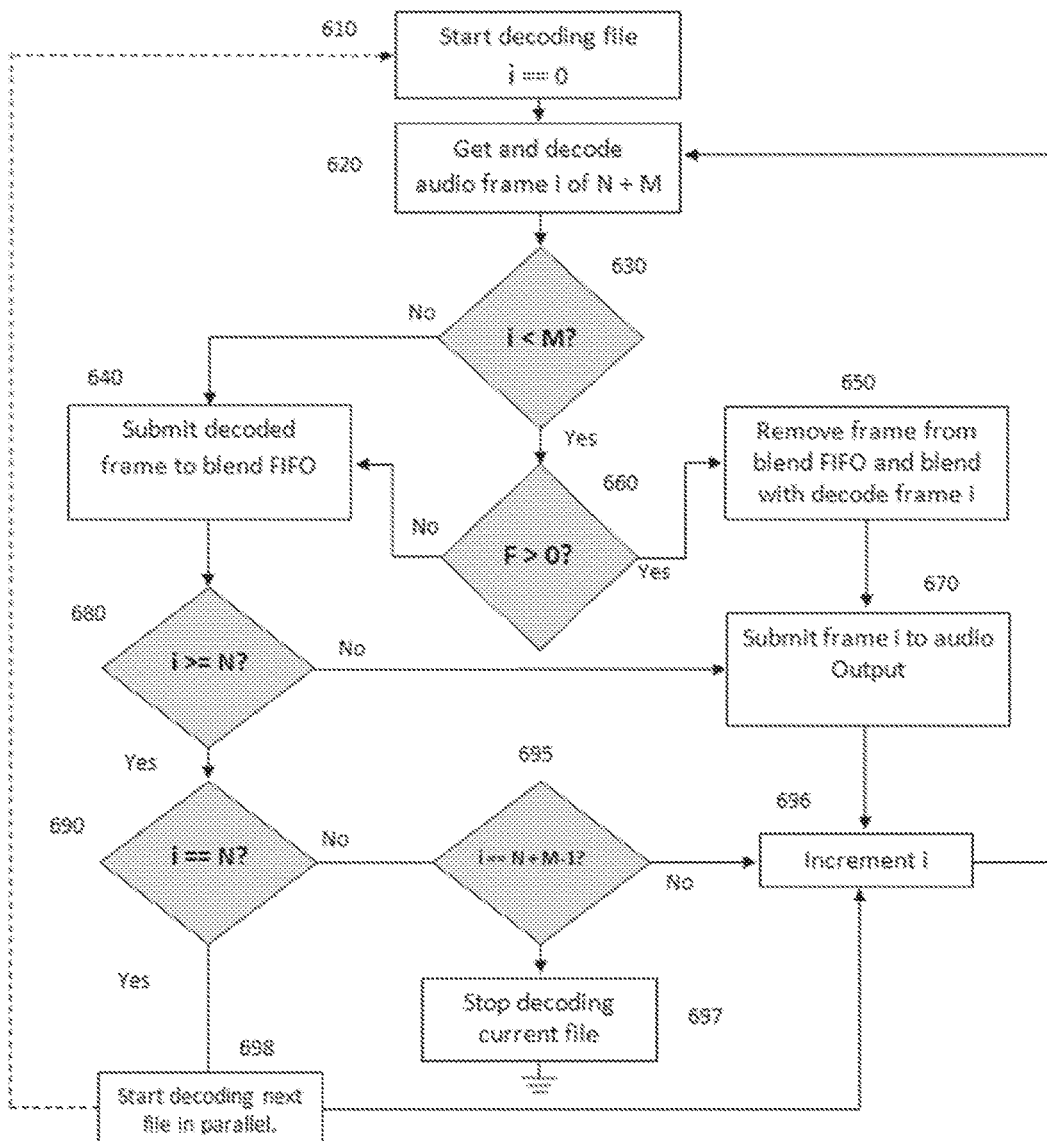 610
Start decoding file
i == 0
620
Get and decode
audio frame i of N + M
630
No
i < M?
640
Submit decoded
frame to blend FIFO
Yes
650
Remove frame from
blend FIFO and blend
with decode frame i
660
No
F > 0?
Yes
670
680
Submit frame i to audio
Output
i >= N?
No
Yes
695
690
696
i == N?
No
i == N + M-1?
No
Increment i
Yes
Stop decoding
current file
697
698
Start decoding next
file in parallel.